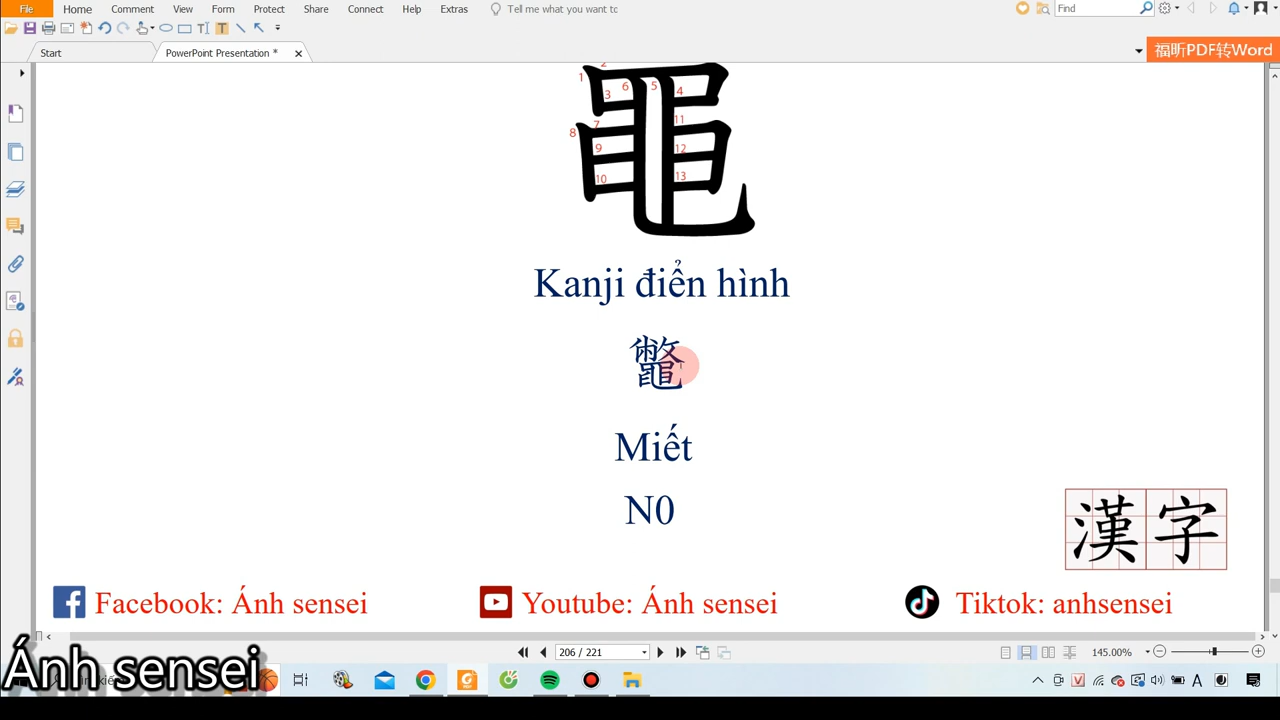 File Home Comment View Form Protect Share Connect Help Extras Tell me what you want to Find
Start PowerPoint Presentation * 福昕PDF转Word
黽
1 2 3 4 5 6 7 8 9 10 11 12 13
Kanji điển hình
鼈
Miết
N0
漢字
Facebook: Ánh sensei Youtube: Ánh sensei Tiktok: anhsensei
206 / 221 145.00%
Ánh sensei